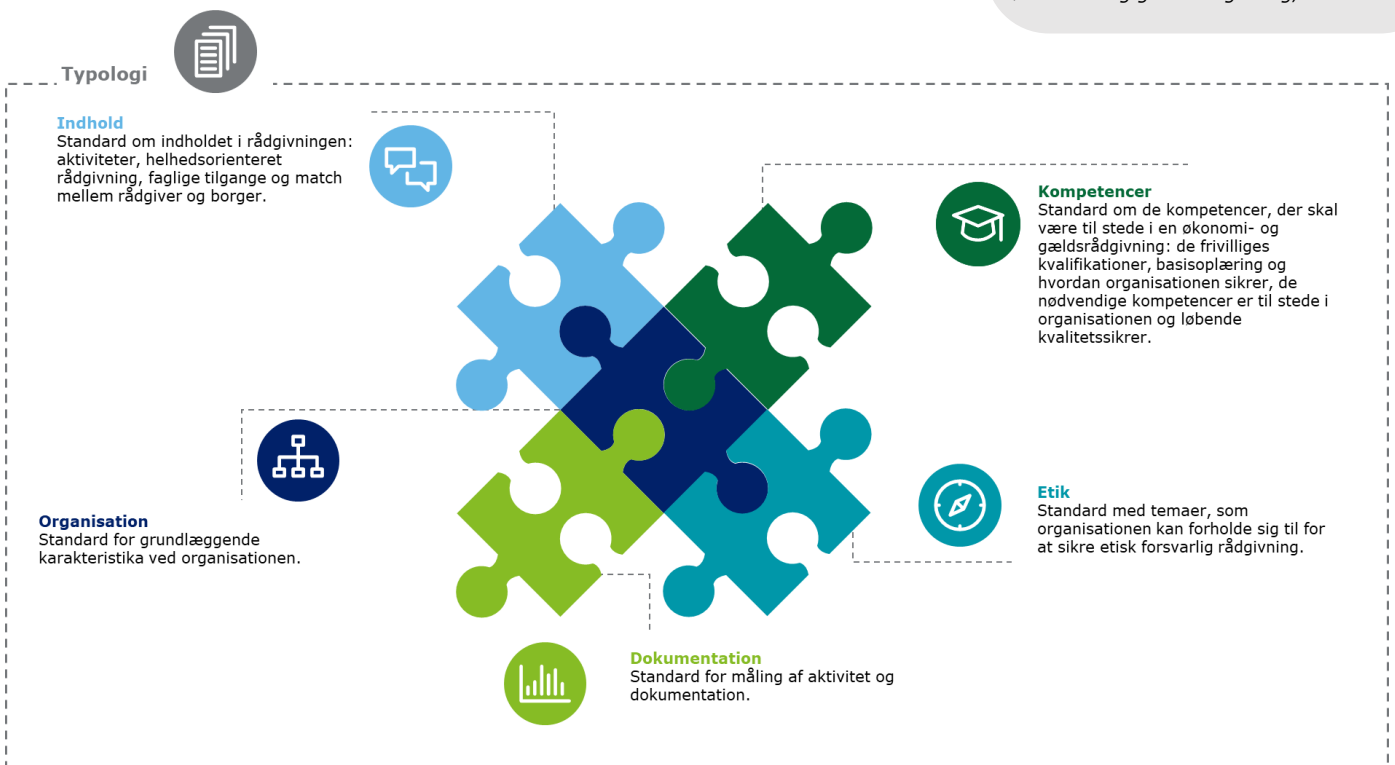 Typologi
Indhold
Standard om indholdet i rådgivningen:
aktiviteter, helhedsorienteret
rådgivning, faglige tilgange og match
mellem rådgiver og borger.
Kompetencer
Standard om de kompetencer, der skal
være til stede i en økonomi- og
gældsrådgivning: de frivilliges
kvalifikationer, basisoplæring og
hvordan organisationen sikrer, de
nødvendige kompetencer er til stede i
organisationen og løbende
kvalitetssikrer.
Organisation
Standard for grundlæggende
karakteristika ved organisationen.
Etik
Standard med temaer, som
organisationen kan forholde sig til for
at sikre etisk forsvarlig rådgivning.
Dokumentation
Standard for måling af aktivitet og
dokumentation.